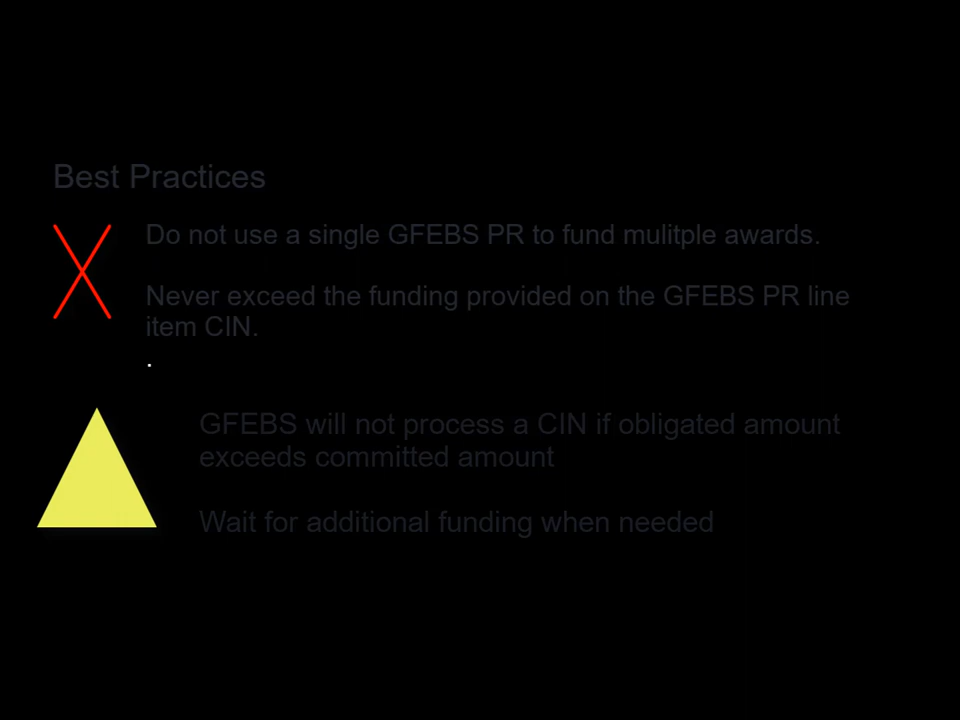 Best Practices
Do not use a single GFEBS PR to fund mulitple awards.
Never exceed the funding provided on the GFEBS PR line
item CIN.
.
GFEBS will not process a CIN if obligated amount
exceeds committed amount
Wait for additional funding when needed